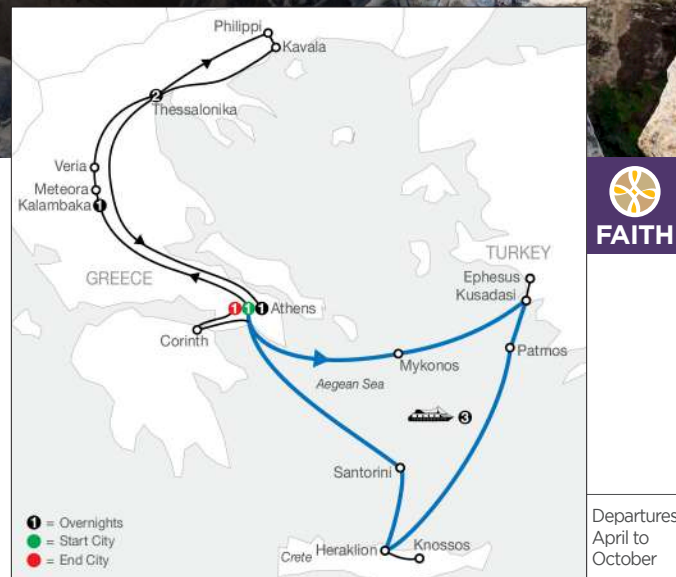 Philippi
Kavala
2
Thessalonika
Veria
Meteora
Kalambaka 1
GREECE
TURKEY
Ephesus
Kusadasi
1 1 1 Athens
Corinth
Mykonos
Patmos
Aegean Sea
3
Santorini
Crete Heraklion Knossos
1 = Overnights
= Start City
= End City
FAITH
Departures
April to
October